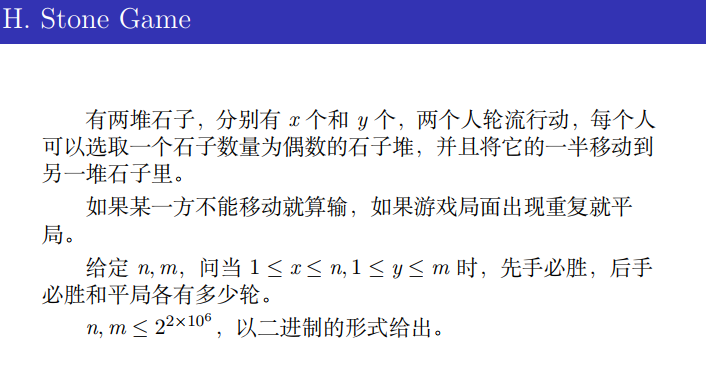 H. Stone Game
有两堆石子，分别有 x 个和 y 个，两个人轮流行动，每个人
可以选取一个石子数量为偶数的石子堆，并且将它的一半移动到
另一堆石子里。
如果某一方不能移动就算输，如果游戏局面出现重复就平
局。
给定 n, m，问当 1 ≤ x ≤ n, 1 ≤ y ≤ m 时，先手必胜，后手
必胜和平局各有多少轮。
n, m ≤ 2^{2×10^6}，以二进制的形式给出。